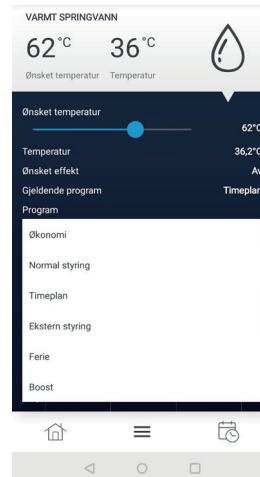 VARMT SPRINGVANN
62°C 36°C
Ønsket temperatur Temperatur
Ønsket temperatur
62°C
Temperatur 36,2°C
Ønsket effekt Av
Gjeldende program Timeplan
Program
Økonomi
Normal styring
Timeplan
Ekstern styring
Ferie
Boost